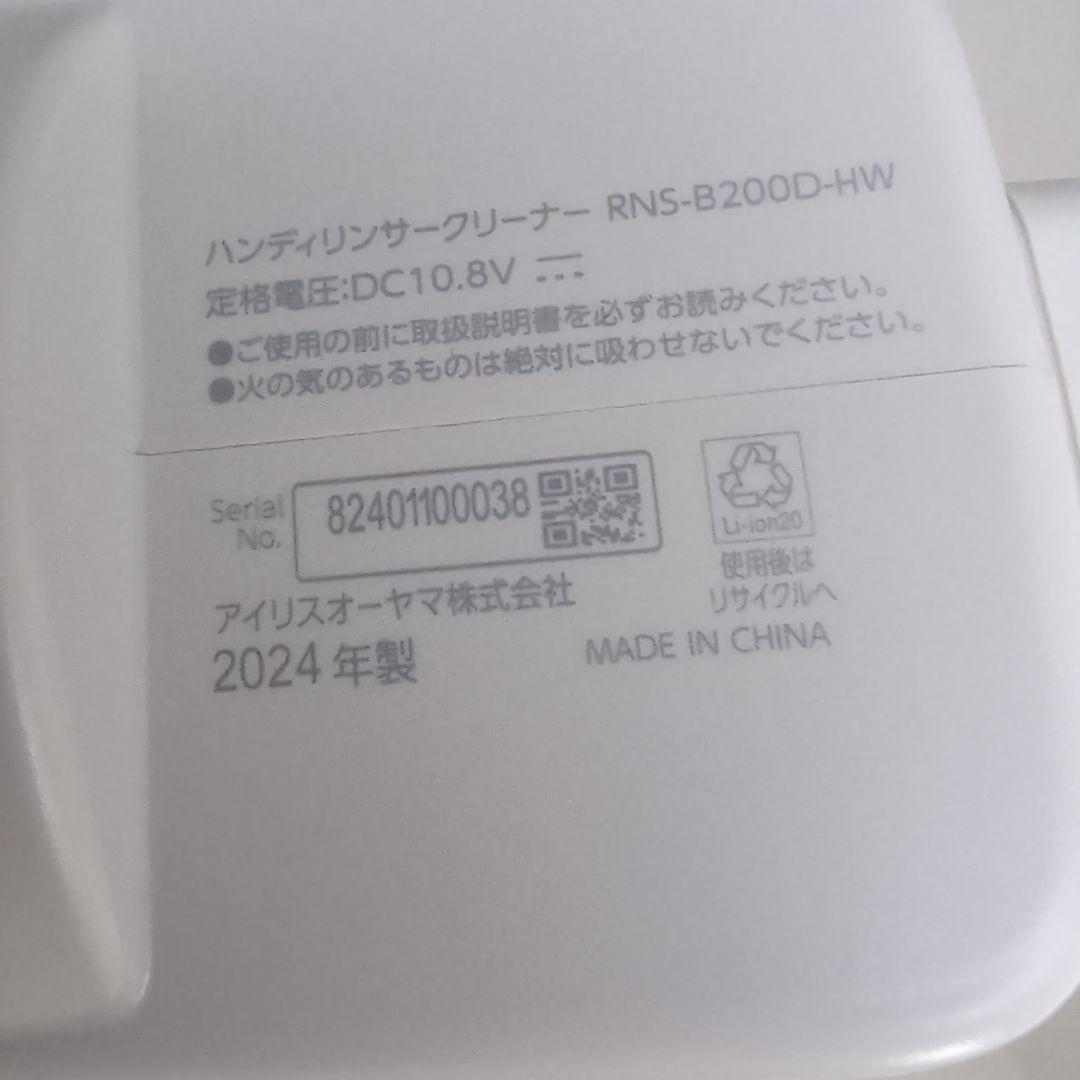 ハンディリンサークリーナー RNS-B200D-HW
定格電圧:DC10.8V
●ご使用の前に取扱説明書を必ずお読みください。
●火の気のあるものは絶対に吸わせないでください。
Serial No. 82401100038
Li-ion20
使用後は
リサイクルへ
アイリスオーヤマ株式会社
2024年製
MADE IN CHINA